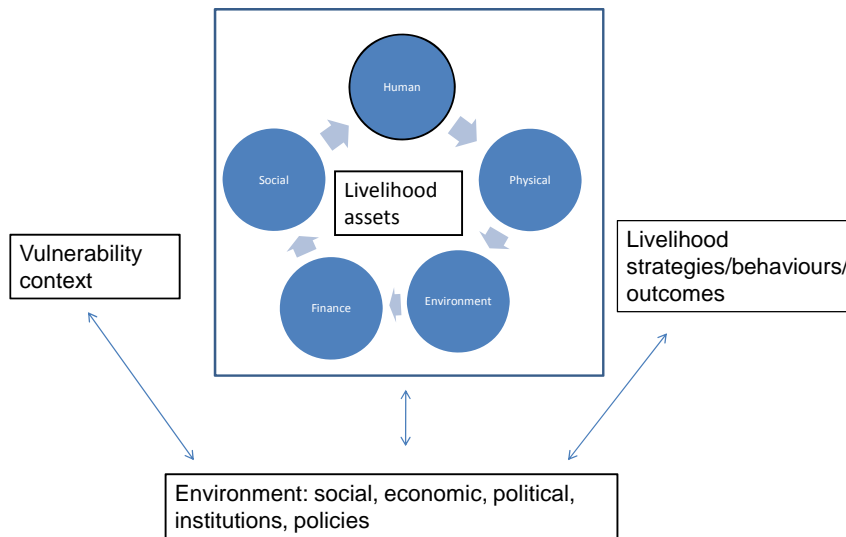 Human
Social
Physical
Livelihood
assets
Vulnerability
context
Livelihood
strategies/behaviours/
outcomes
Finance
Environment
Environment: social, economic, political,
institutions, policies